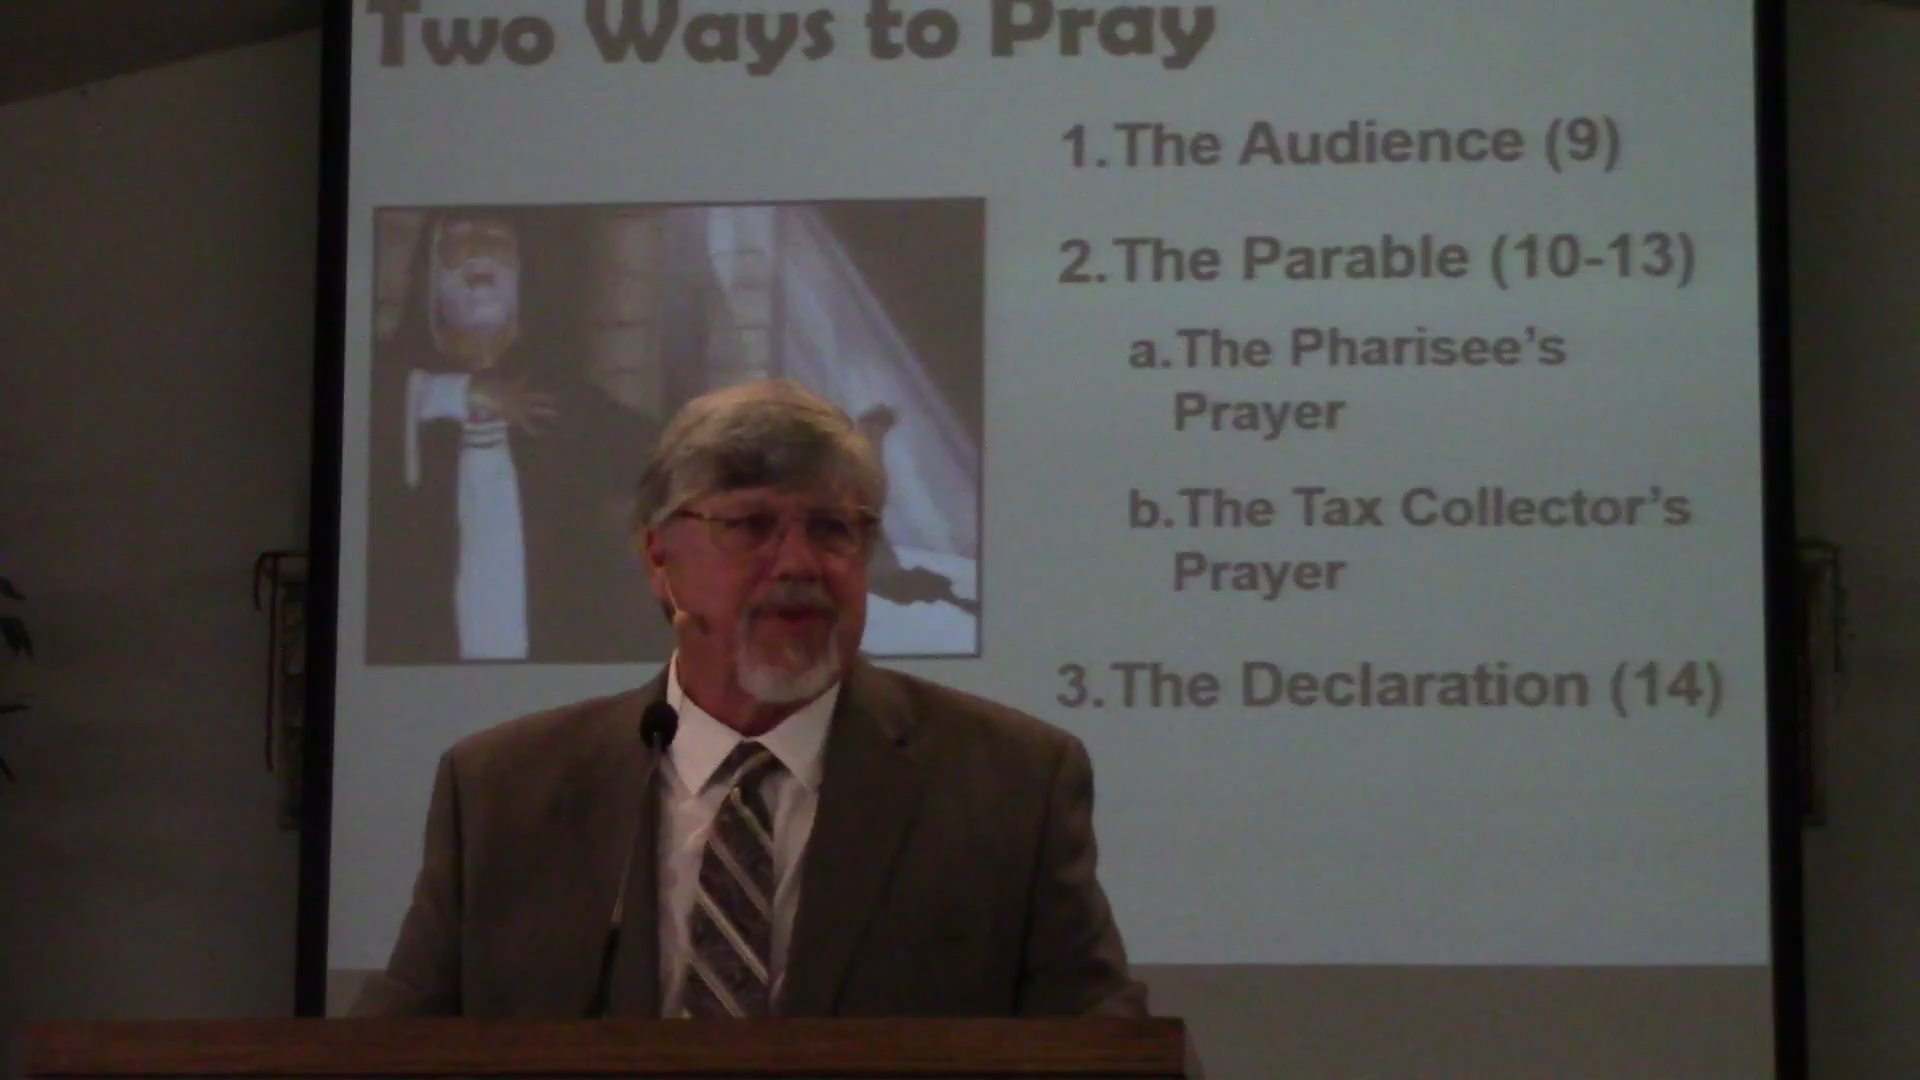 Two Ways to Pray
1. The Audience (9)
2. The Parable (10-13)
a. The Pharisee's
Prayer
b. The Tax Collector's
Prayer
3. The Declaration (14)